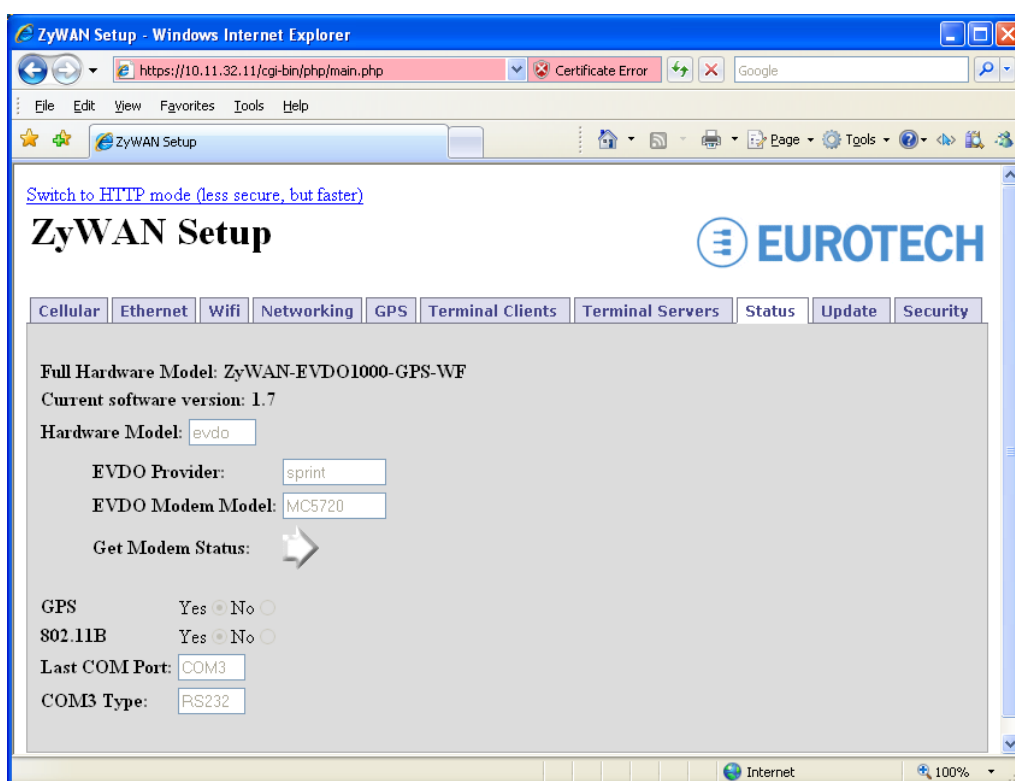 ZyWAN Setup - Windows Internet Explorer
https://10.11.32.11/cgi-bin/php/main.php Certificate Error Google
File Edit View Favorites Tools Help
ZyWAN Setup Page Tools
Switch to HTTP mode (less secure, but faster)
ZyWAN Setup
EUROTECH
Cellular Ethernet Wifi Networking GPS Terminal Clients Terminal Servers Status Update Security
Full Hardware Model: ZyWAN-EVDO1000-GPS-WF
Current software version: 1.7
Hardware Model: evdo
EVDO Provider: sprint
EVDO Modem Model: MC5720
Get Modem Status:
GPS Yes No
802.11B Yes No
Last COM Port: COM3
COM3 Type: RS232
Internet 100%